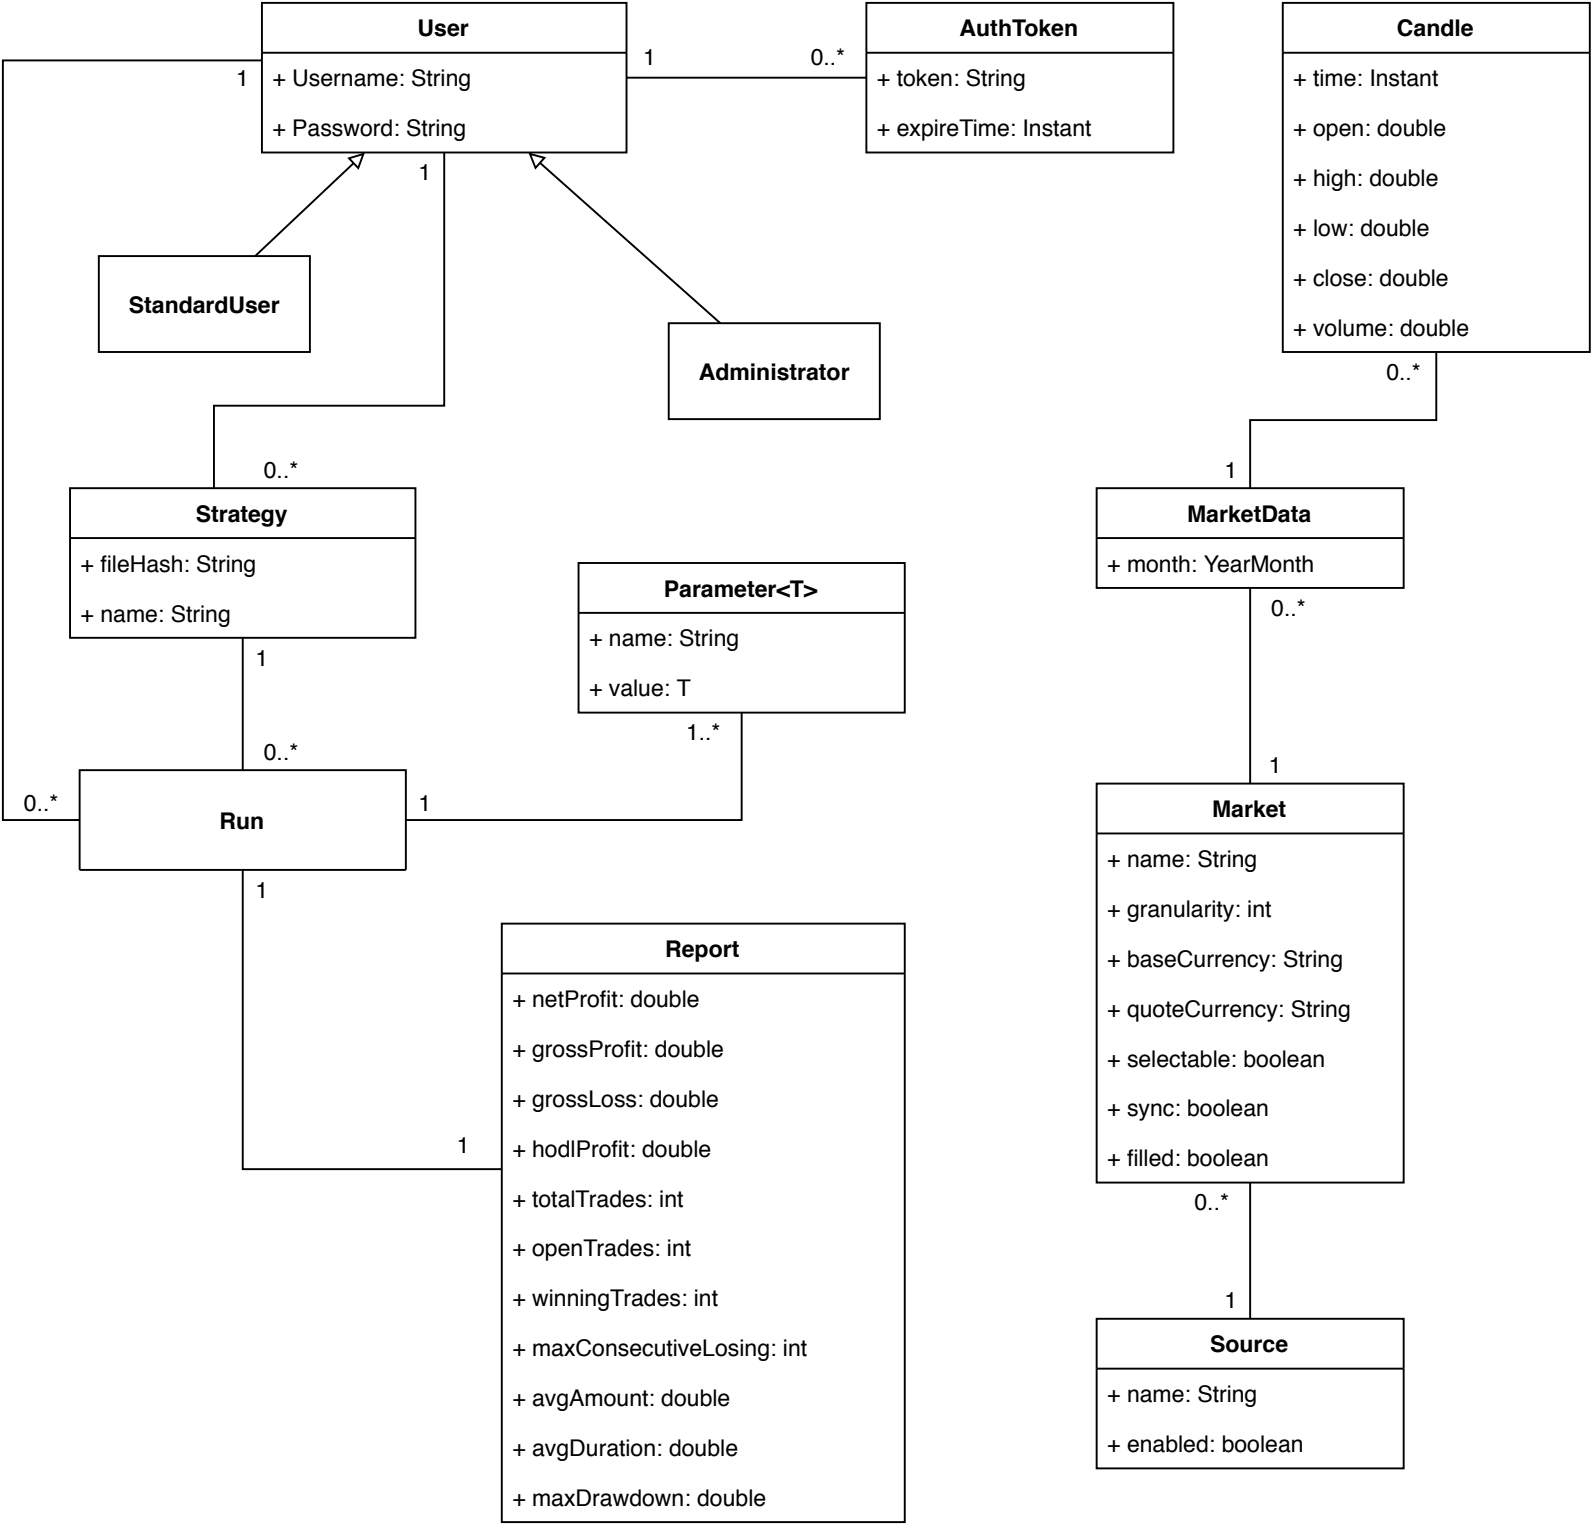 User
1
+ Username: String
+ Password: String
1
1
0..*
AuthToken
+ token: String
+ expireTime: Instant
Candle
+ time: Instant
+ open: double
+ high: double
+ low: double
+ close: double
+ volume: double
0..*
StandardUser
Administrator
0..*
Strategy
+ fileHash: String
+ name: String
1
Parameter<T>
+ name: String
+ value: T
1..*
1
MarketData
+ month: YearMonth
0..*
0..*
0..*
Run
1
1
1
Market
+ name: String
+ granularity: int
+ baseCurrency: String
+ quoteCurrency: String
+ selectable: boolean
+ sync: boolean
+ filled: boolean
0..*
1
Report
+ netProfit: double
+ grossProfit: double
+ grossLoss: double
+ hodlProfit: double
+ totalTrades: int
+ openTrades: int
+ winningTrades: int
+ maxConsecutiveLosing: int
+ avgAmount: double
+ avgDuration: double
+ maxDrawdown: double
1
Source
+ name: String
+ enabled: boolean